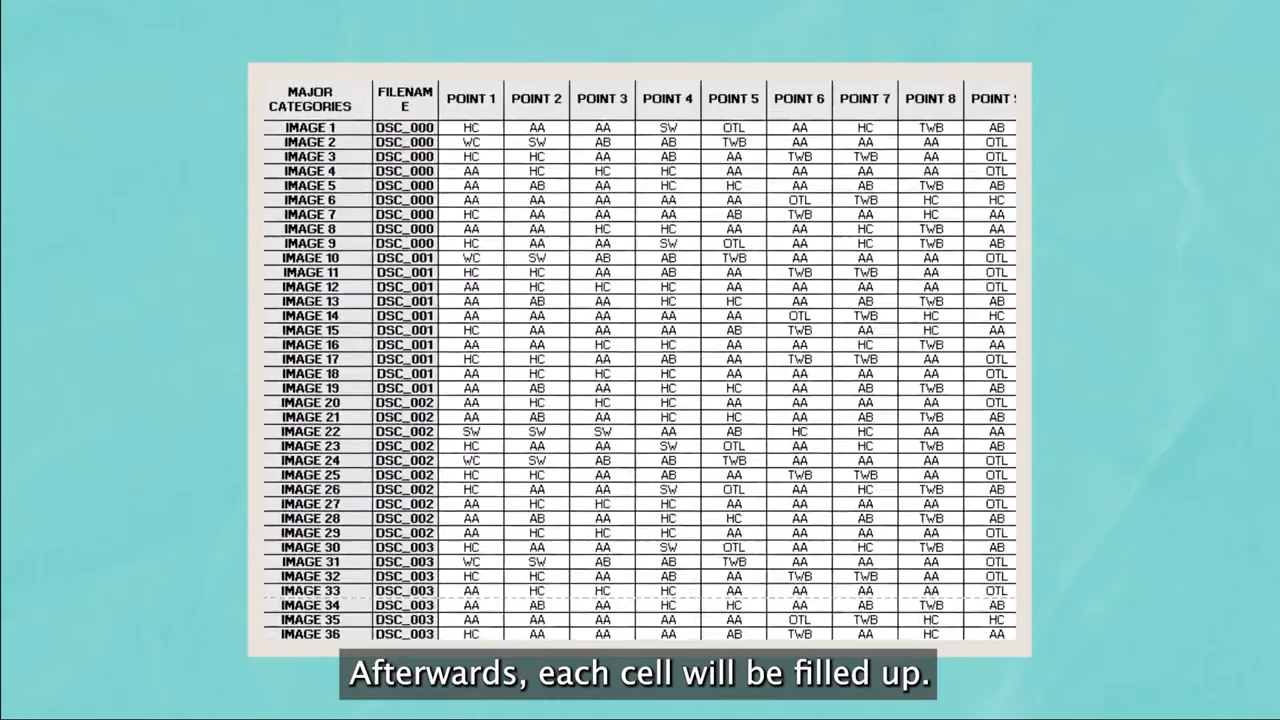 MAJOR CATEGORIES FILENAME POINT 1 POINT 2 POINT 3 POINT 4 POINT 5 POINT 6 POINT 7 POINT 8 POINT
IMAGE 1 DSC_000 HC AA AA SW OTL AA HC TWB AB
IMAGE 2 DSC_000 WC SW AB AB TWB AA AA AA OTL
IMAGE 3 DSC_000 HC HC AA AB AA TWB TWB AA OTL
IMAGE 4 DSC_000 AA HC HC HC AA AA AA AA OTL
IMAGE 5 DSC_000 AA AB AA HC HC AA AB TWB AB
IMAGE 6 DSC_000 AA AA AA AA AA OTL TWB HC HC
IMAGE 7 DSC_000 HC AA AA AA AB TWB AA HC AA
IMAGE 8 DSC_000 AA AA HC HC AA AA HC TWB AA
IMAGE 9 DSC_000 HC AA AA SW OTL AA HC TWB AB
IMAGE 10 DSC_001 WC SW AB AB TWB AA AA AA OTL
IMAGE 11 DSC_001 HC HC AA AB AA TWB TWB AA OTL
IMAGE 12 DSC_001 AA HC HC HC AA AA AA AA OTL
IMAGE 13 DSC_001 AA AB AA HC HC AA AB TWB AB
IMAGE 14 DSC_001 AA AA AA AA AA OTL TWB HC HC
IMAGE 15 DSC_001 HC AA AA AA AB TWB AA HC AA
IMAGE 16 DSC_001 AA AA HC HC AA AA HC TWB AA
IMAGE 17 DSC_001 HC HC AA AB AA TWB TWB AA OTL
IMAGE 18 DSC_001 AA HC HC HC AA AA AA AA OTL
IMAGE 19 DSC_001 AA AB AA HC HC AA AB TWB AB
IMAGE 20 DSC_002 AA HC HC HC AA AA AA AA OTL
IMAGE 21 DSC_002 AA AB AA HC HC AA AB TWB AB
IMAGE 22 DSC_002 SW SW SW AA AB HC HC AA AA
IMAGE 23 DSC_002 HC AA AA SW OTL AA HC TWB AB
IMAGE 24 DSC_002 WC SW AB AB TWB AA AA AA OTL
IMAGE 25 DSC_002 HC HC AA AB AA TWB TWB AA OTL
IMAGE 26 DSC_002 HC AA AA SW OTL AA HC TWB AB
IMAGE 27 DSC_002 AA HC HC HC AA AA AA AA OTL
IMAGE 28 DSC_002 AA AB AA HC HC AA AB TWB AB
IMAGE 29 DSC_002 AA HC HC HC AA AA AA AA OTL
IMAGE 30 DSC_003 HC AA AA SW OTL AA HC TWB AB
IMAGE 31 DSC_003 WC SW AB AB TWB AA AA AA OTL
IMAGE 32 DSC_003 HC HC AA AB AA TWB TWB AA OTL
IMAGE 33 DSC_003 AA HC HC HC AA AA AA AA OTL
IMAGE 34 DSC_003 AA AB AA HC HC AA AB TWB AB
IMAGE 35 DSC_003 AA AA AA AA AA OTL TWB HC HC
IMAGE 36 DSC_003 HC AA AA AA AB TWB AA HC AA
Afterwards, each cell will be filled up.